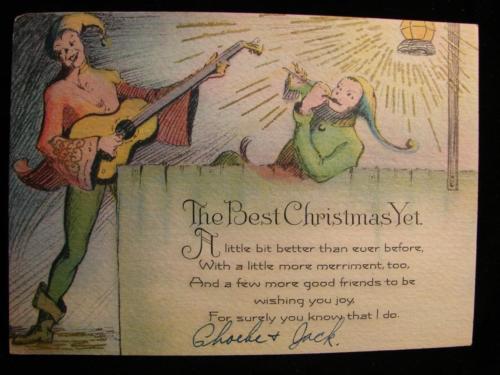 The Best Christmas Yet.
A little bit better than ever before,
With a little more merriment, too,
And a few more good friends to be
wishing you joy,
For surely you know that I do.
Phoebe & Jack.